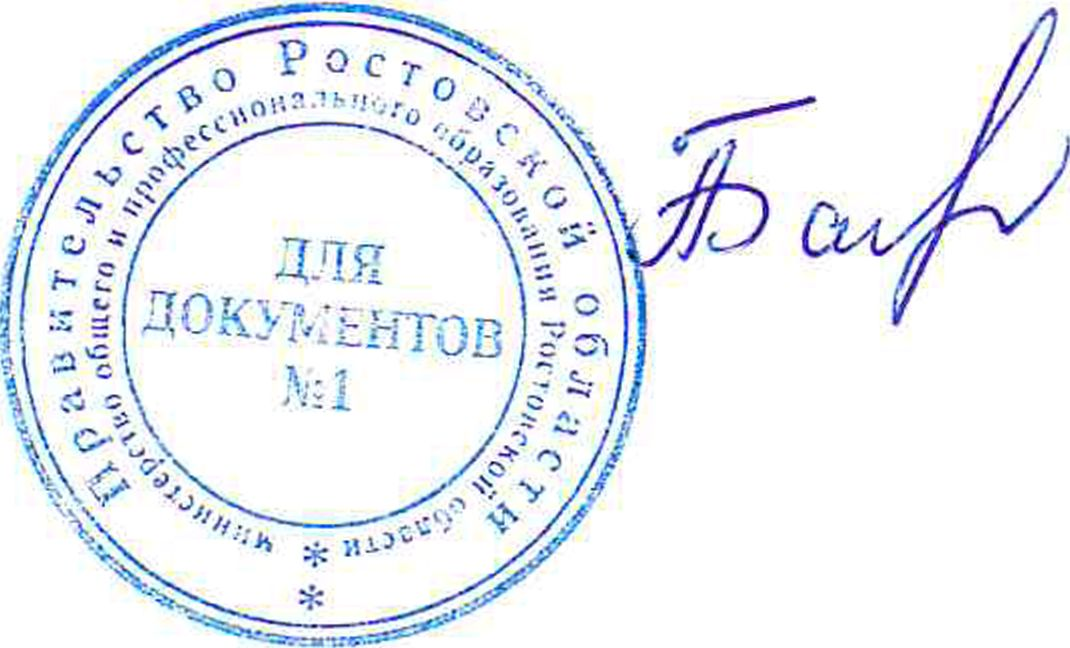 Правительство Ростовской области
министерство общего и профессионального образования Ростовской области
*
*
ДЛЯ
ДОКУМЕНТОВ
№1